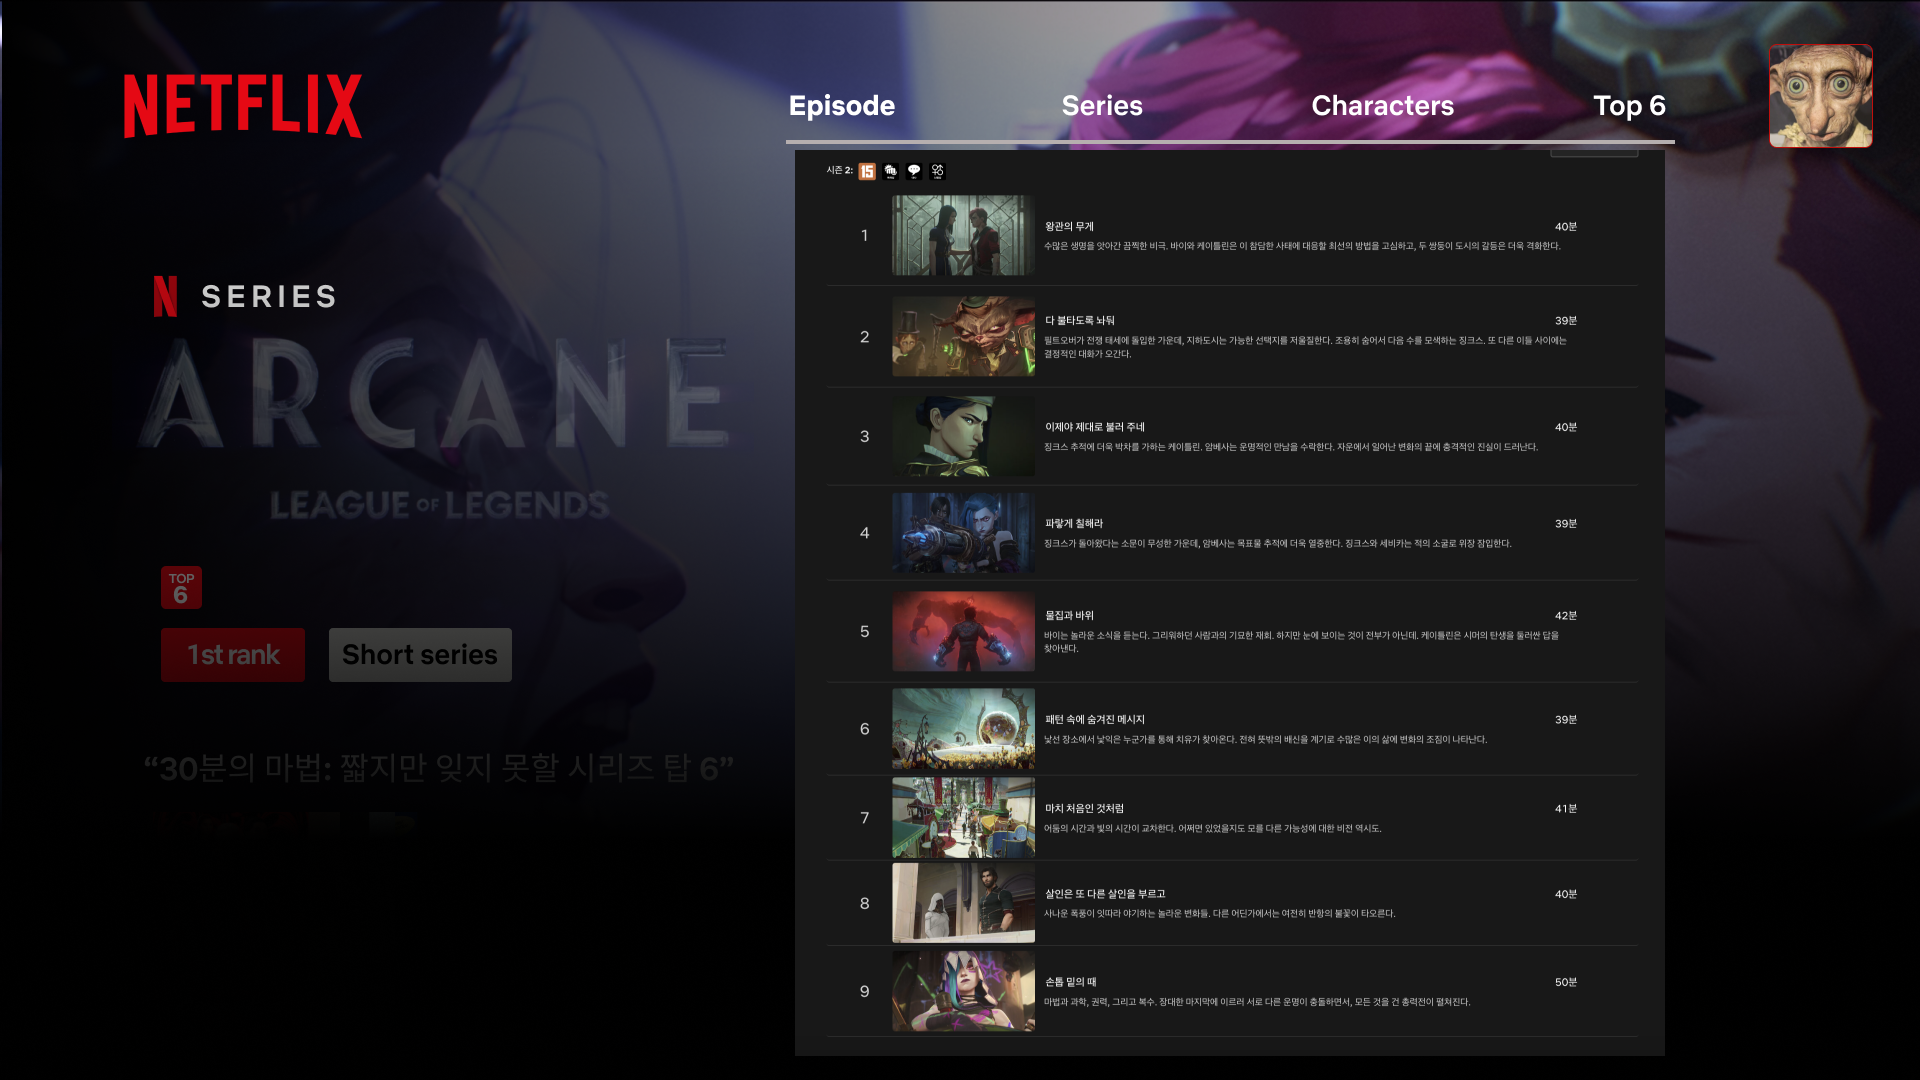 NETFLIX
Episode
Series
Characters
Top 6
N SERIES
ARCANE
LEAGUE OF LEGENDS
TOP
6
1st rank
Short series
“30분의 마법: 짧지만 잊지 못할 시리즈 탑 6”
시즌 2:
15
1
왕관의 무게
40분
수많은 생명을 앗아간 끔찍한 비극. 바이와 케이틀린은 이 참담한 사태에 대응할 최선의 방법을 고심하고, 두 쌍둥이 도시의 갈등은 더욱 격화한다.
2
다 불타도록 놔둬
39분
필트오버가 전쟁 태세에 돌입한 가운데, 지하도시는 가능한 선택지를 저울질한다. 조용히 숨어서 다음 수를 모색하는 징크스. 또 다른 이들 사이에는
결정적인 대화가 오간다.
3
이제야 제대로 불러 주네
40분
징크스 추적에 더욱 박차를 가하는 케이틀린. 암베사는 운명적인 만남을 수락한다. 자운에서 일어난 변화의 끝에 충격적인 진실이 드러난다.
4
파랗게 칠해라
39분
징크스가 돌아왔다는 소문이 무성한 가운데, 암베사는 목표물 추적에 더욱 열중한다. 징크스와 세비카는 적의 소굴로 위장 잠입한다.
5
물집과 바위
42분
바이는 놀라운 소식을 듣는다. 그리워하던 사람과의 기묘한 재회. 하지만 눈에 보이는 것이 전부가 아닌데. 케이틀린은 시머의 탄생을 둘러싼 답을
찾아낸다.
6
패턴 속에 숨겨진 메시지
39분
낯선 장소에서 낯익은 누군가를 통해 치유가 찾아온다. 전혀 뜻밖의 배신을 계기로 수많은 이의 삶에 변화의 조짐이 나타난다.
7
마치 처음인 것처럼
41분
어둠의 시간과 빛의 시간이 교차한다. 어쩌면 있었을지도 모를 다른 가능성에 대한 비전 역시도.
8
살인은 또 다른 살인을 부르고
40분
사나운 폭풍이 잇따라 야기하는 놀라운 변화들. 다른 어딘가에서는 여전히 반항의 불꽃이 타오른다.
9
손톱 밑의 때
50분
마법과 과학, 권력, 그리고 복수. 장대한 마지막에 이르러 서로 다른 운명이 충돌하면서, 모든 것을 건 총력전이 펼쳐진다.